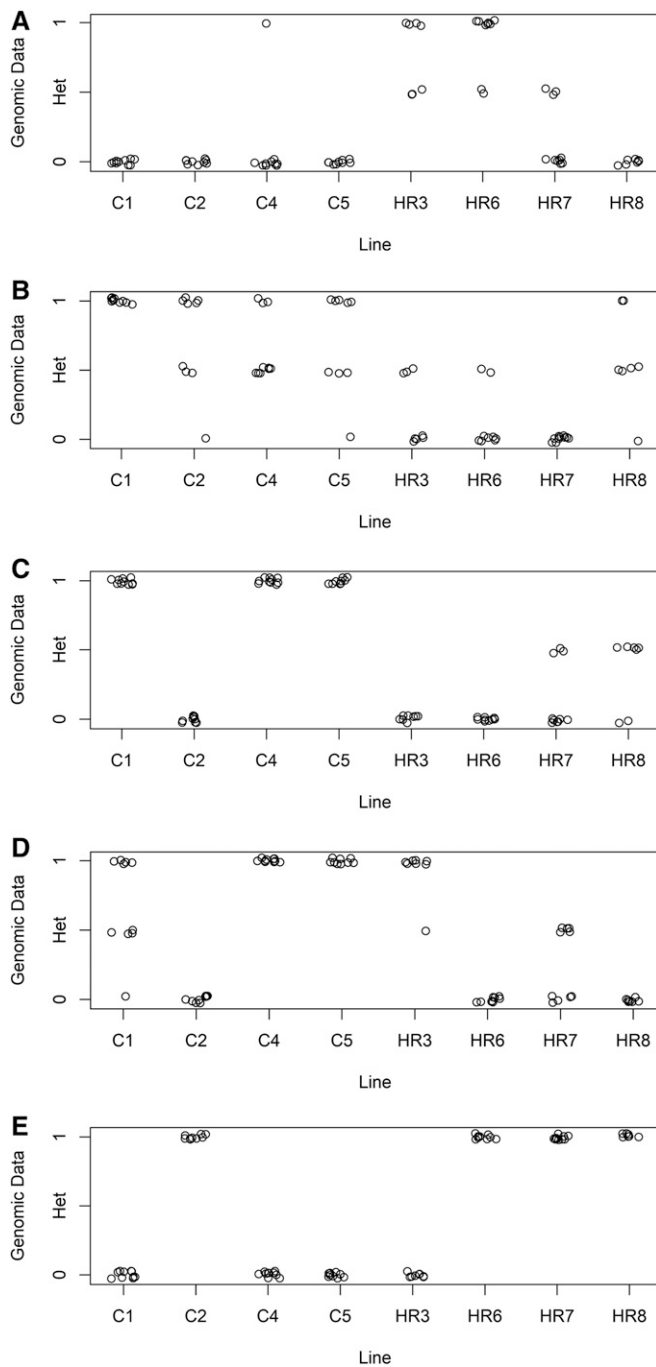 A
Genomic Data
1
Het
0
C1 C2 C4 C5 HR3 HR6 HR7 HR8
Line
B
Genomic Data
1
Het
0
C1 C2 C4 C5 HR3 HR6 HR7 HR8
Line
C
Genomic Data
1
Het
0
C1 C2 C4 C5 HR3 HR6 HR7 HR8
Line
D
Genomic Data
1
Het
0
C1 C2 C4 C5 HR3 HR6 HR7 HR8
Line
E
Genomic Data
1
Het
0
C1 C2 C4 C5 HR3 HR6 HR7 HR8
Line